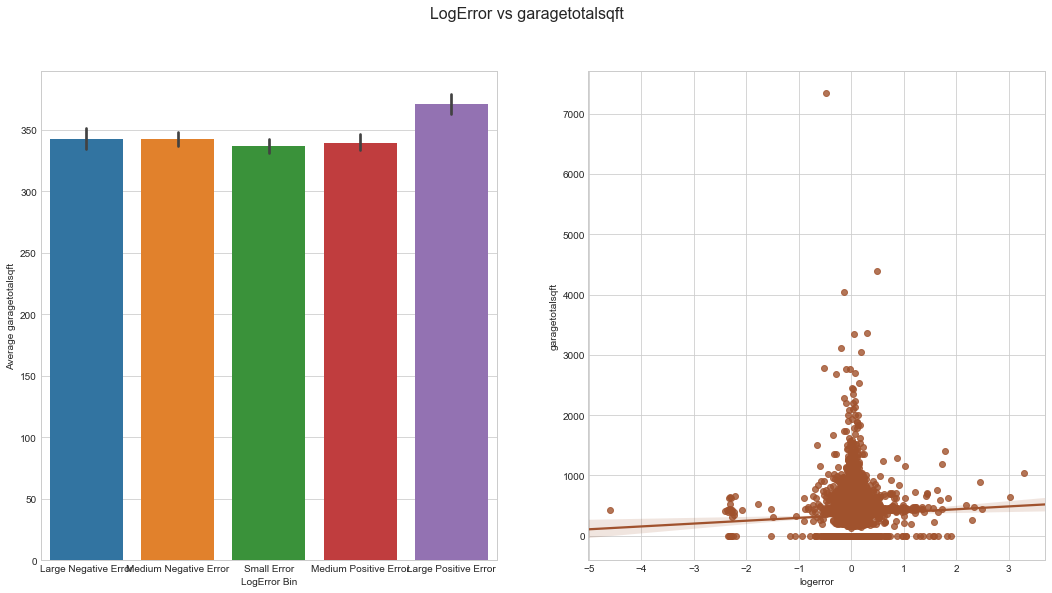 LogError vs garagetotalsqft
Average garagetotalsqft
350
300
250
200
150
100
50
0
Large Negative Error
Medium Negative Error
Small Error
Medium Positive Error
Large Positive Error
LogError Bin
garagetotalsqft
7000
6000
5000
4000
3000
2000
1000
0
−5 −4 −3 −2 −1 0 1 2 3
logerror